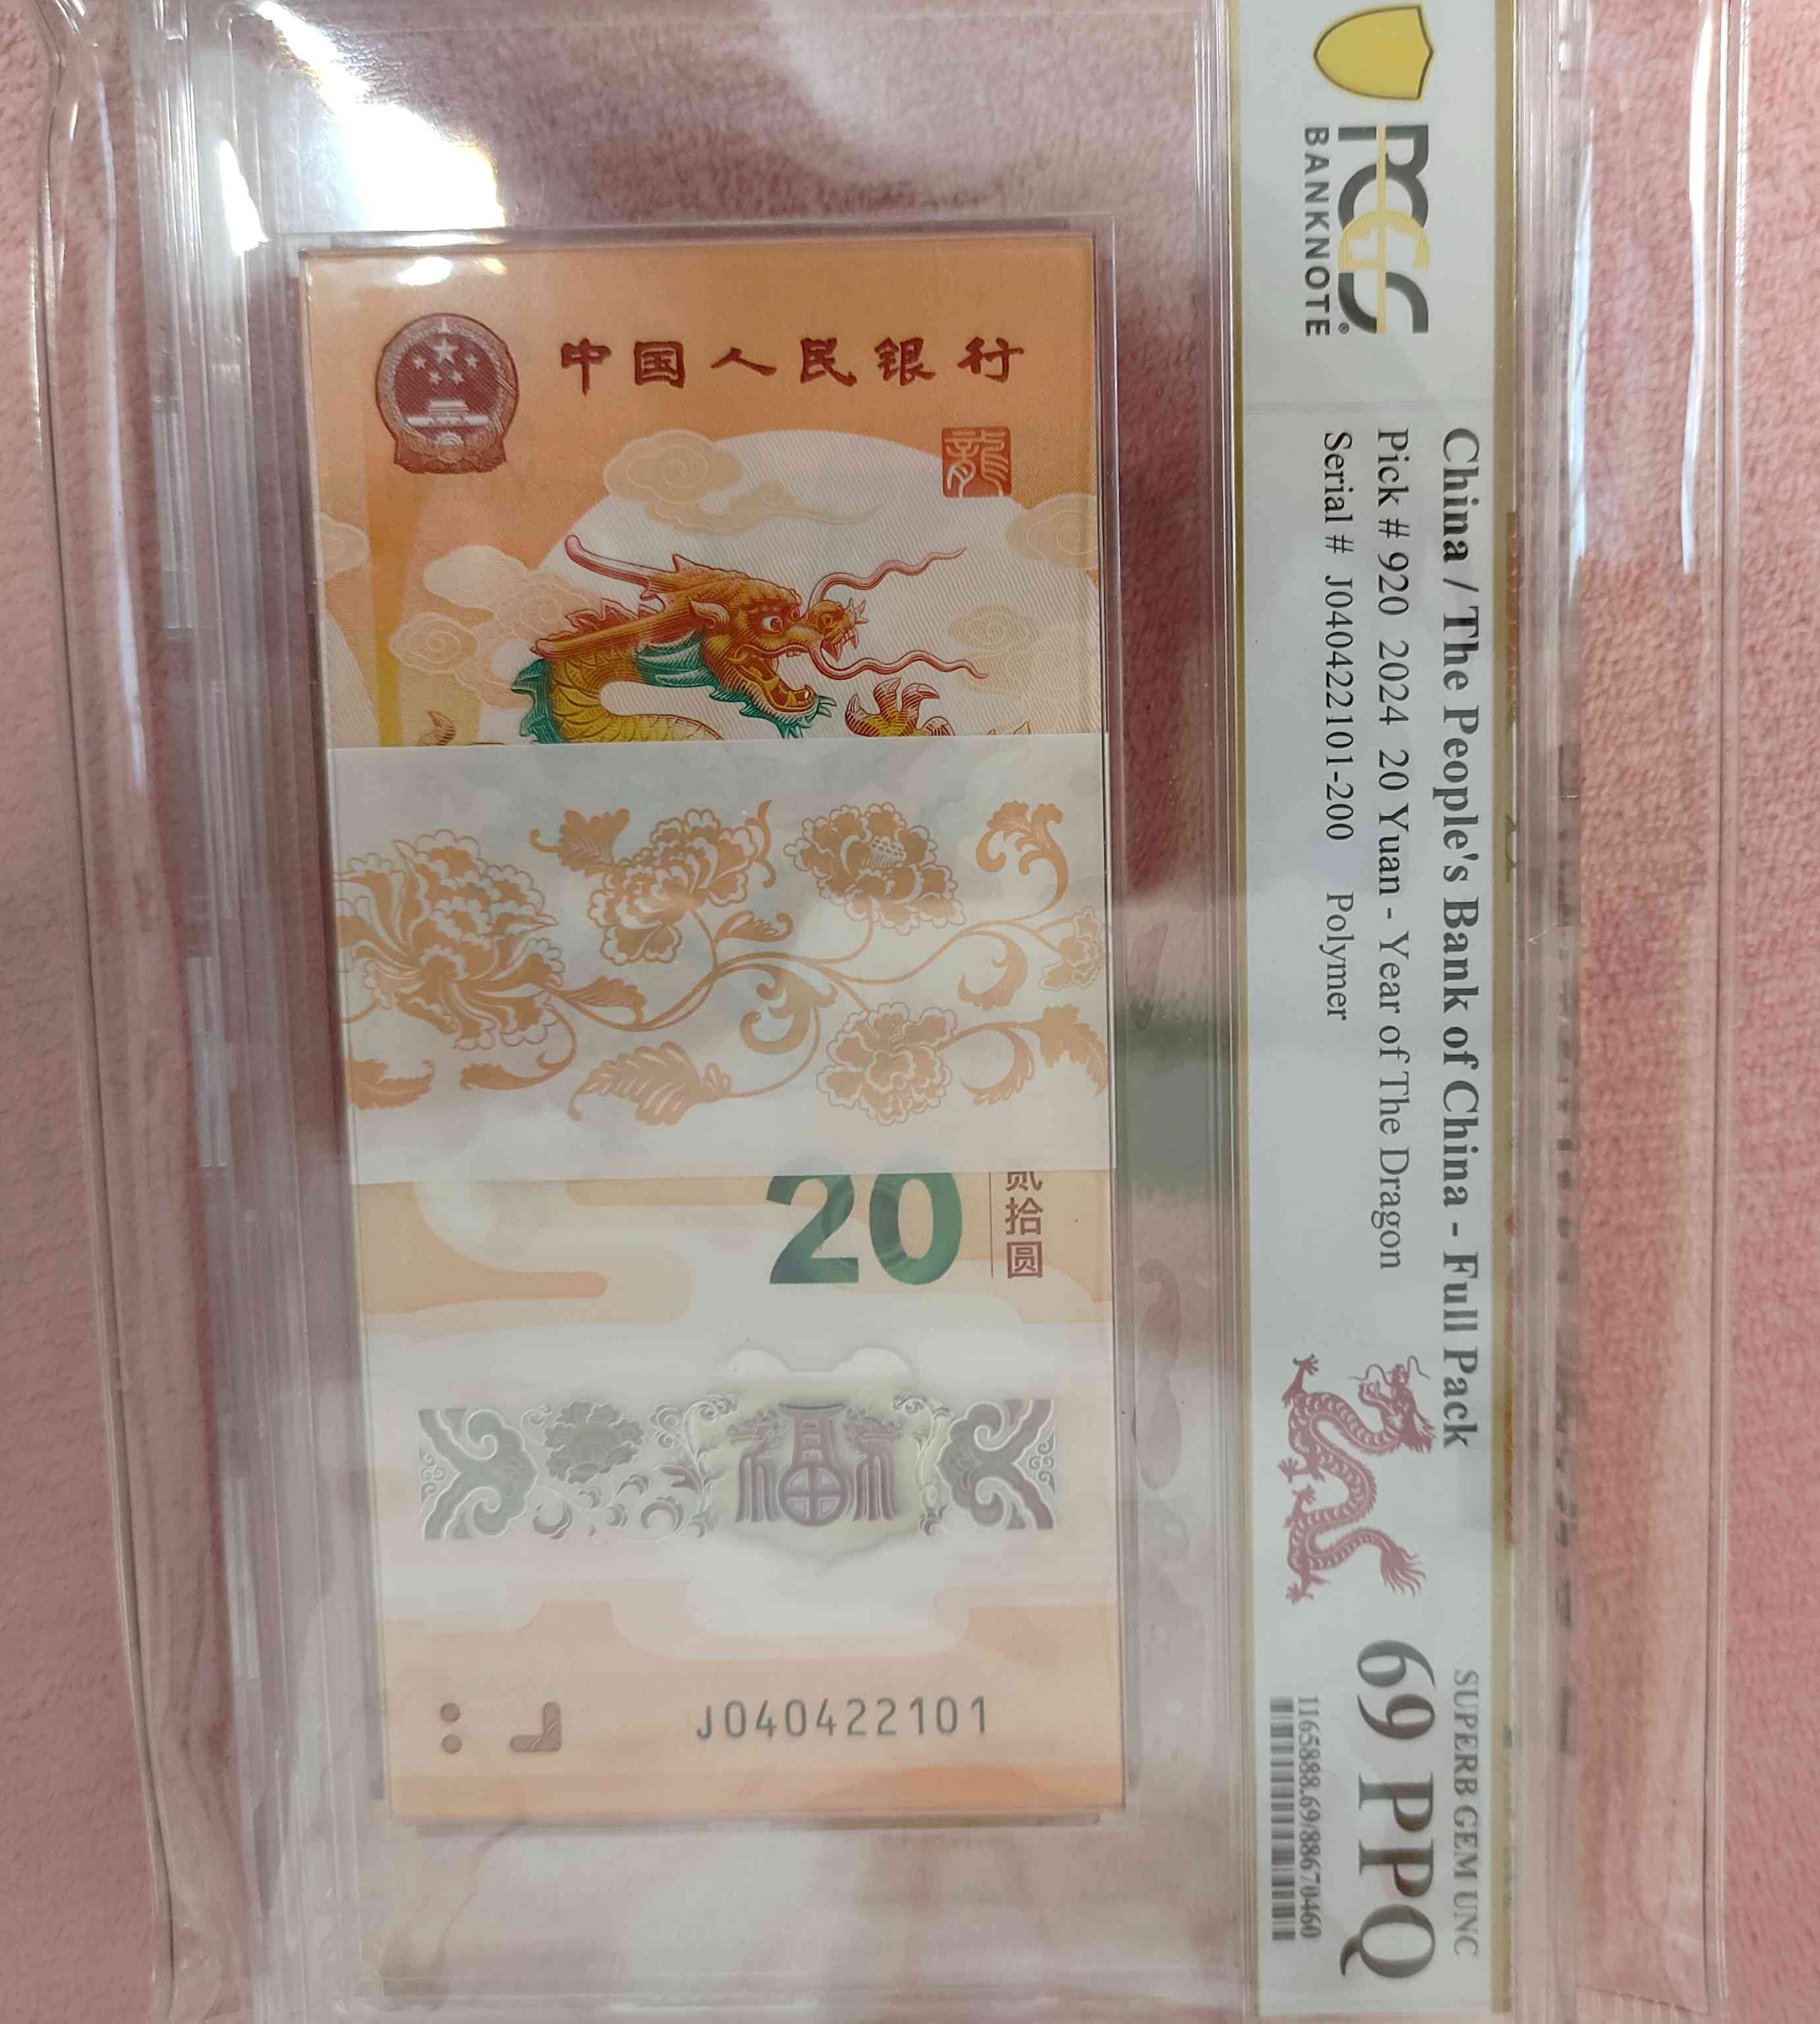 PCGS
BANKNOTE
China / The People's Bank of China - Full Pack
Pick # 920 2024 20 Yuan - Year of The Dragon
Serial # J040422101-200 Polymer
SUPERB GEM UNC
69 PPQ
1165888.69/88670460
中国人民银行
龍
20
贰拾圆
福
J040422101